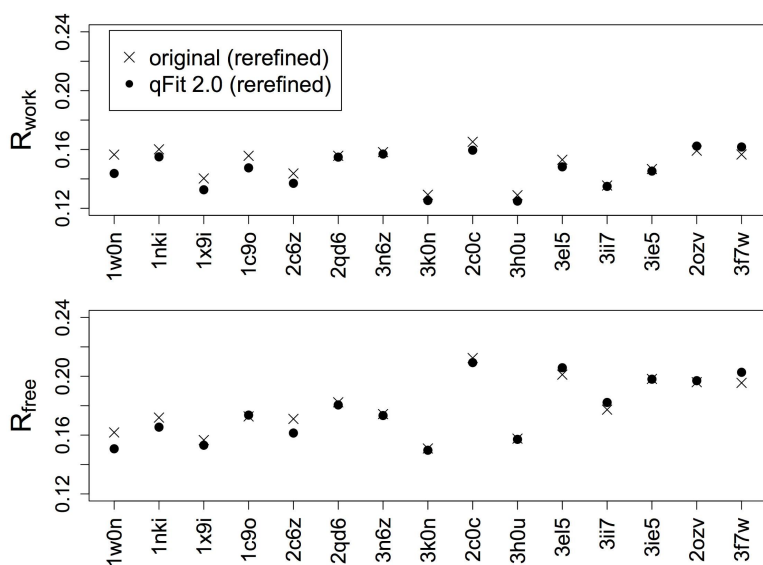 0.24
0.20
0.16
0.12
R_work
× original (rerefined)
● qFit 2.0 (rerefined)
1w0n 1nki 1x9i 1c9o 2c6z 2qd6 3n6z 3k0n 2c0c 3h0u 3el5 3ii7 3ie5 2ozv 3f7w
0.24
0.20
0.16
0.12
R_free
1w0n 1nki 1x9i 1c9o 2c6z 2qd6 3n6z 3k0n 2c0c 3h0u 3el5 3ii7 3ie5 2ozv 3f7w